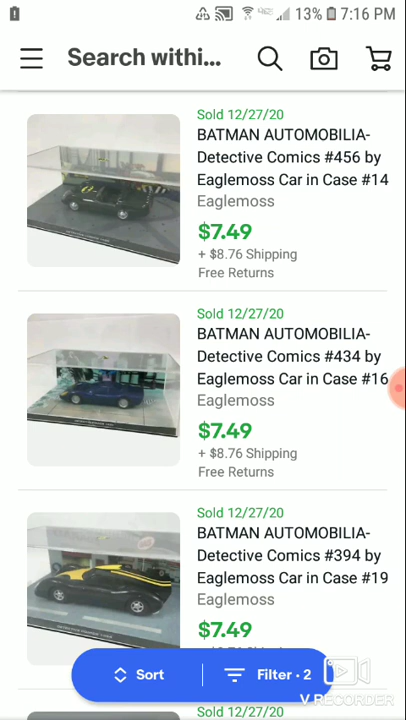 13% 7:16 PM
Search withi...
Sold 12/27/20
BATMAN AUTOMOBILIA-
Detective Comics #456 by
Eaglemoss Car in Case #14
Eaglemoss
$7.49
+ $8.76 Shipping
Free Returns
Sold 12/27/20
BATMAN AUTOMOBILIA-
Detective Comics #434 by
Eaglemoss Car in Case #16
Eaglemoss
$7.49
+ $8.76 Shipping
Free Returns
Sold 12/27/20
BATMAN AUTOMOBILIA-
Detective Comics #394 by
Eaglemoss Car in Case #19
Eaglemoss
$7.49
Sort
Filter • 2
V RECORDER
Sold 12/27/20